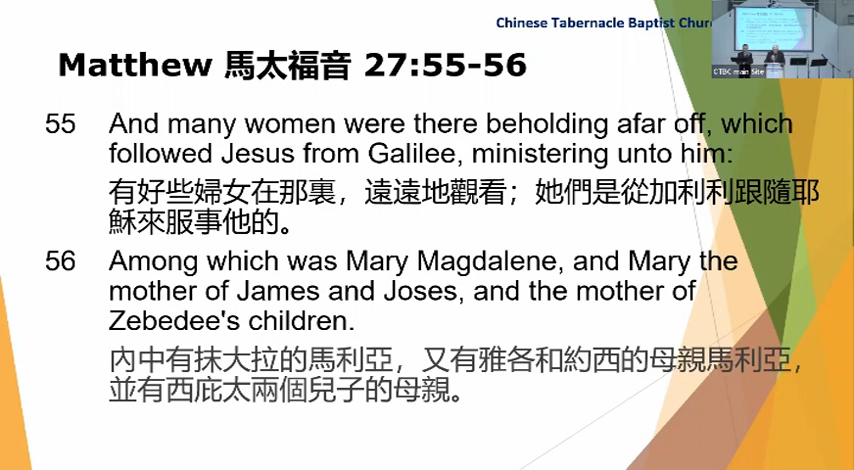 Chinese Tabernacle Baptist
Matthew 馬太福音 27:55-56
CTBC main Site
55 And many women were there beholding afar off, which
followed Jesus from Galilee, ministering unto him:
有好些婦女在那裏，遠遠地觀看；她們是從加利利跟隨耶
穌來服事他的。
56 Among which was Mary Magdalene, and Mary the
mother of James and Joses, and the mother of
Zebedee's children.
內中有抹大拉的馬利亞，又有雅各和約西的母親馬利亞，
並有西庇太兩個兒子的母親。